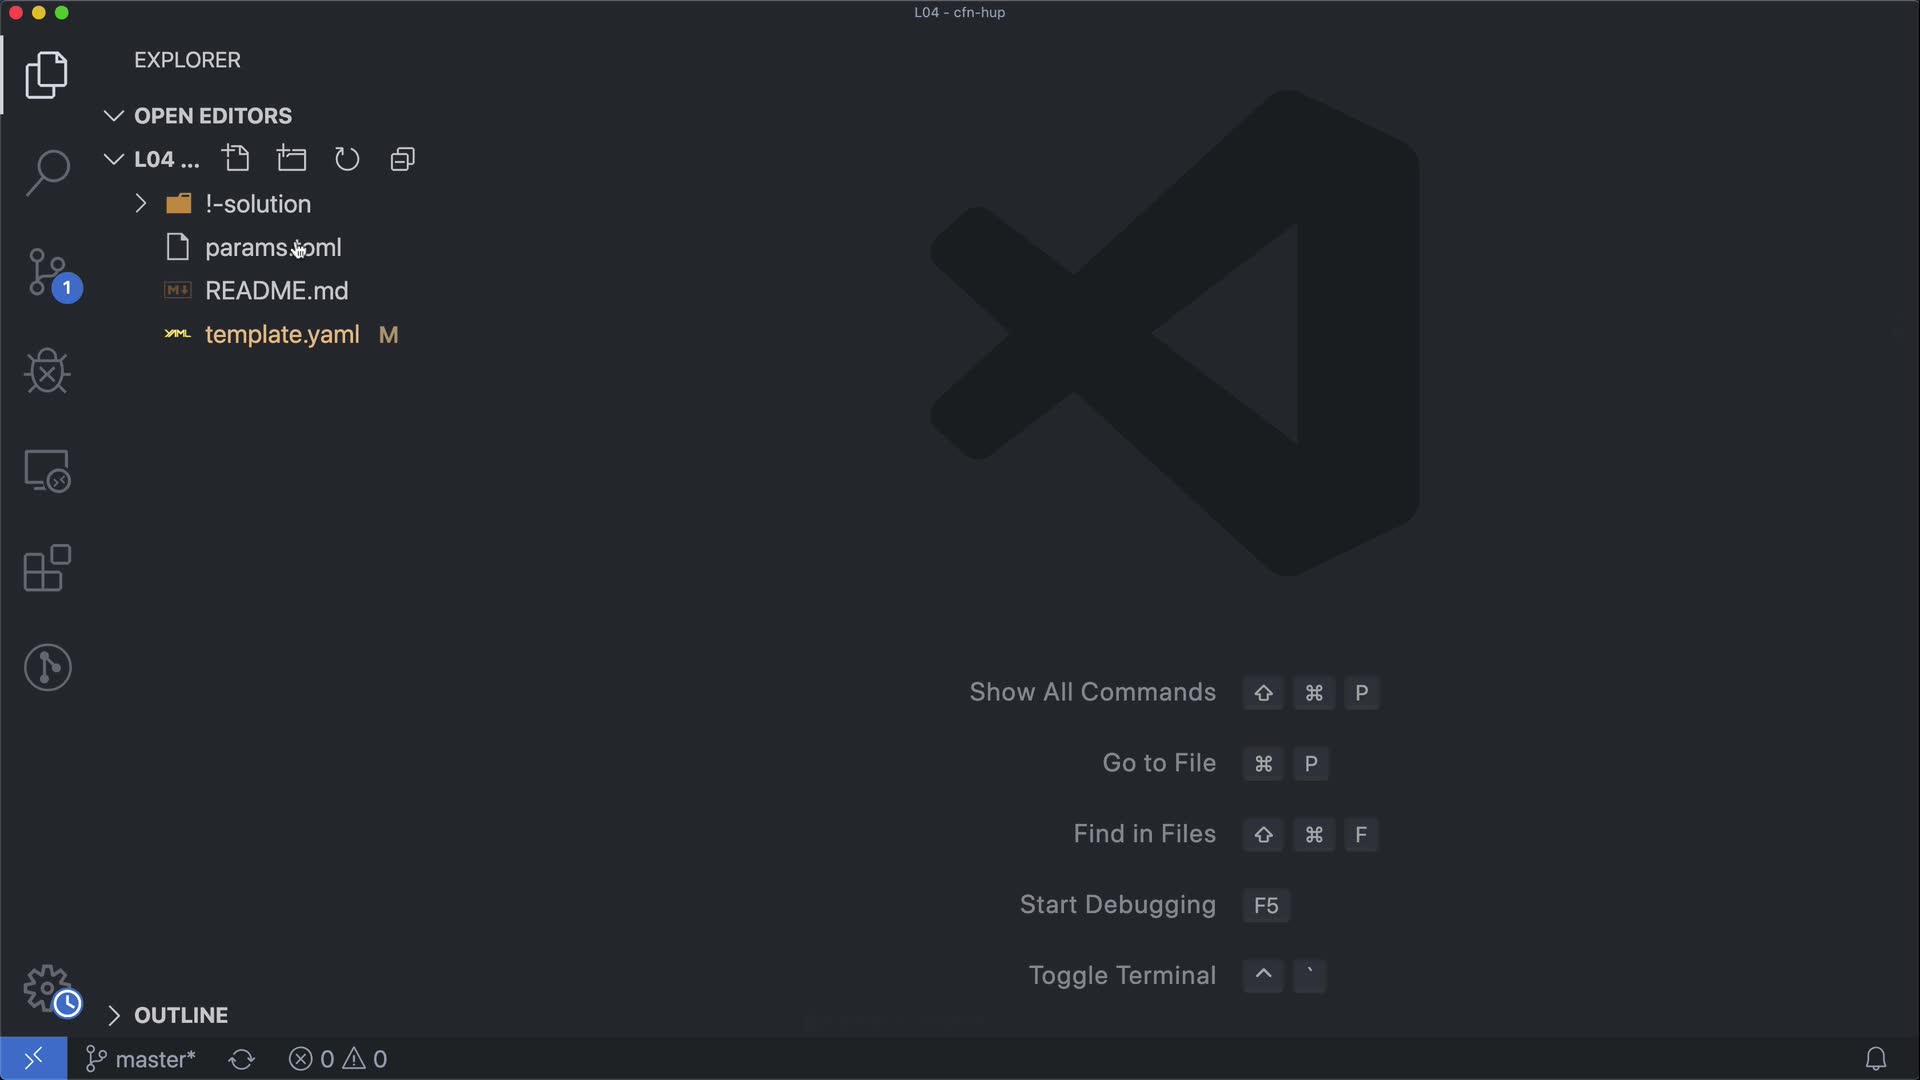 L04 - cfn-hup
EXPLORER
OPEN EDITORS
L04 ...
!-solution
params.toml
README.md
template.yaml M
1
Show All Commands ⇧ ⌘ P
Go to File ⌘ P
Find in Files ⇧ ⌘ F
Start Debugging F5
Toggle Terminal ^ `
OUTLINE
master* 0 0